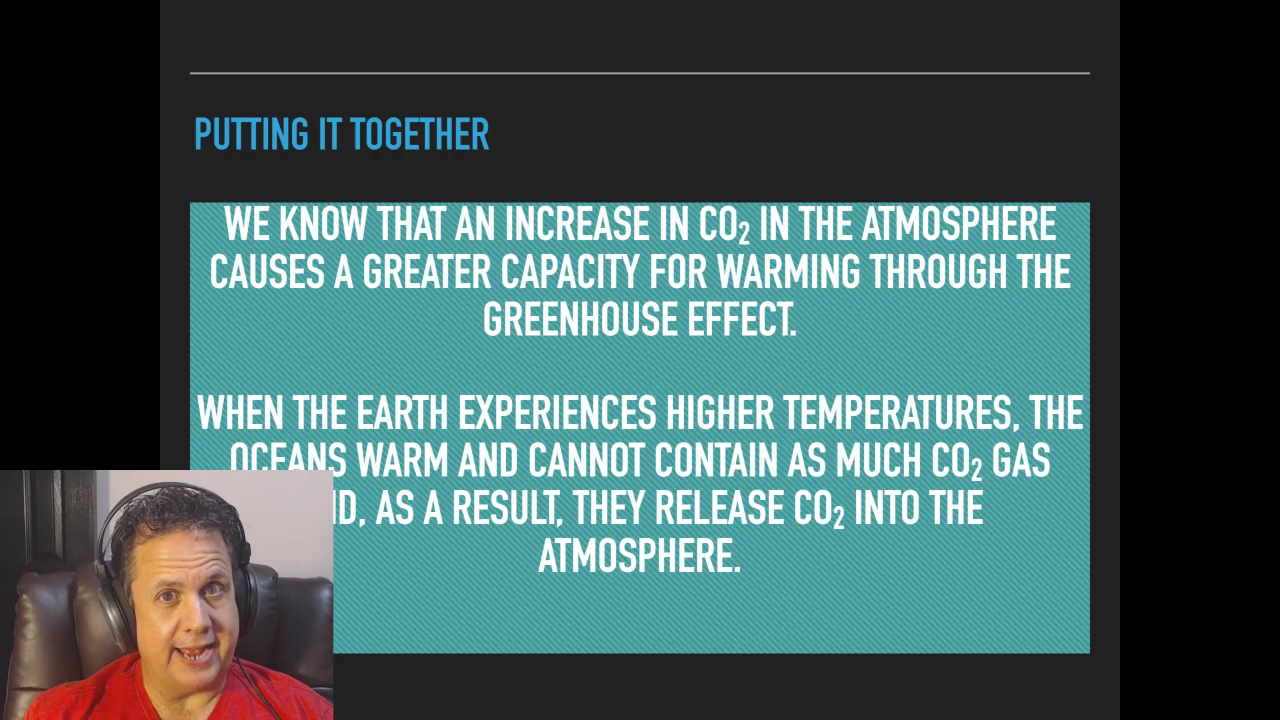 PUTTING IT TOGETHER
WE KNOW THAT AN INCREASE IN CO₂ IN THE ATMOSPHERE
CAUSES A GREATER CAPACITY FOR WARMING THROUGH THE
GREENHOUSE EFFECT.
WHEN THE EARTH EXPERIENCES HIGHER TEMPERATURES, THE
OCEANS WARM AND CANNOT CONTAIN AS MUCH CO₂ GAS
AS A RESULT, THEY RELEASE CO₂ INTO THE
ATMOSPHERE.